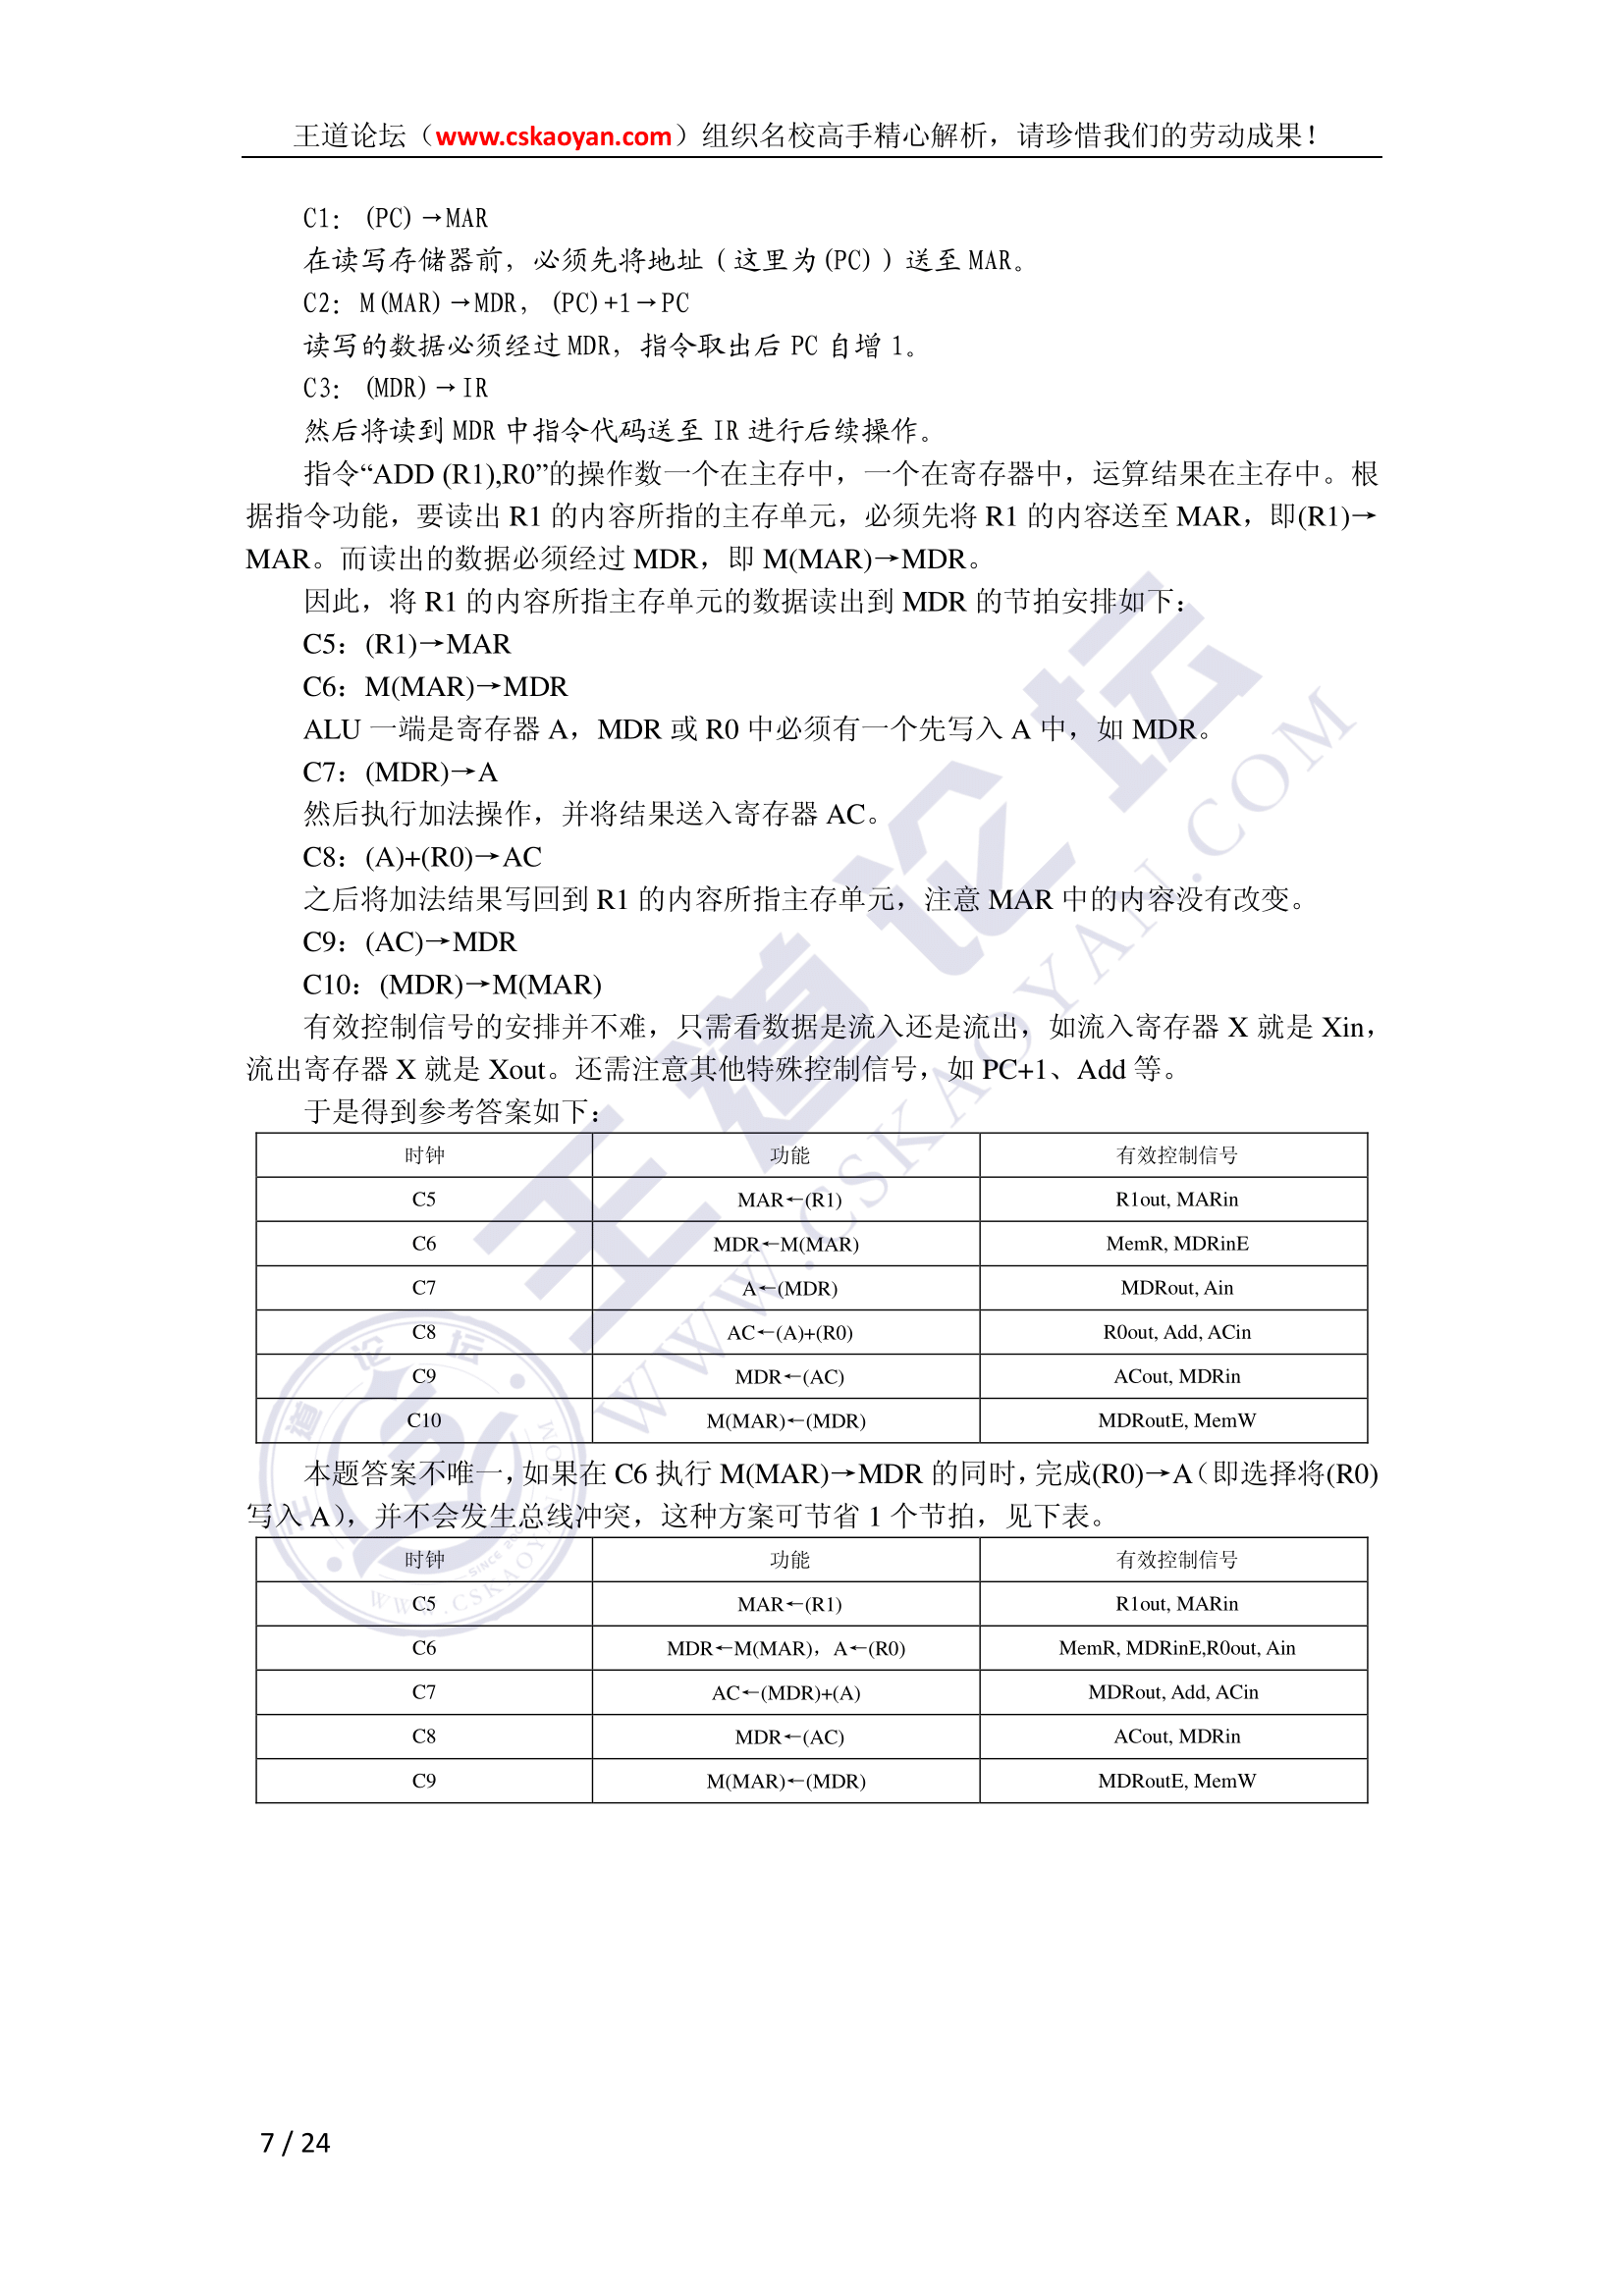 王道论坛（www.cskaoyan.com）组织名校高手精心解析，请珍惜我们的劳动成果！
C1：(PC)→MAR
在读写存储器前，必须先将地址（这里为(PC)）送至MAR。
C2：M(MAR)→MDR，(PC)+1→PC
读写的数据必须经过MDR，指令取出后 PC 自增 1。
C3：(MDR)→IR
然后将读到 MDR 中指令代码送至 IR 进行后续操作。
指令“ADD (R1),R0”的操作数一个在主存中，一个在寄存器中，运算结果在主存中。根
据指令功能，要读出 R1 的内容所指的主存单元，必须先将 R1 的内容送至 MAR，即(R1)→
MAR。而读出的数据必须经过 MDR，即 M(MAR)→MDR。
因此，将 R1 的内容所指主存单元的数据读出到 MDR 的节拍安排如下：
C5：(R1)→MAR
C6：M(MAR)→MDR
ALU 一端是寄存器 A，MDR 或 R0 中必须有一个先写入 A 中，如 MDR。
C7：(MDR)→A
然后执行加法操作，并将结果送入寄存器 AC。
C8：(A)+(R0)→AC
之后将加法结果写回到 R1 的内容所指主存单元，注意 MAR 中的内容没有改变。
C9：(AC)→MDR
C10：(MDR)→M(MAR)
有效控制信号的安排并不难，只需看数据是流入还是流出，如流入寄存器 X 就是 Xin，
流出寄存器 X 就是 Xout。还需注意其他特殊控制信号，如 PC+1、Add 等。
于是得到参考答案如下：
时钟 功能 有效控制信号
C5 MAR←(R1) R1out, MARin
C6 MDR←M(MAR) MemR, MDRinE
C7 A←(MDR) MDRout, Ain
C8 AC←(A)+(R0) R0out, Add, ACin
C9 MDR←(AC) ACout, MDRin
C10 M(MAR)←(MDR) MDRoutE, MemW
本题答案不唯一，如果在 C6 执行 M(MAR)→MDR 的同时，完成(R0)→A（即选择将(R0)
写入 A），并不会发生总线冲突，这种方案可节省 1 个节拍，见下表。
时钟 功能 有效控制信号
C5 MAR←(R1) R1out, MARin
C6 MDR←M(MAR)，A←(R0) MemR, MDRinE,R0out, Ain
C7 AC←(MDR)+(A) MDRout, Add, ACin
C8 MDR←(AC) ACout, MDRin
C9 M(MAR)←(MDR) MDRoutE, MemW
王道论坛
WWW.CSKAOYAN.COM
7 / 24